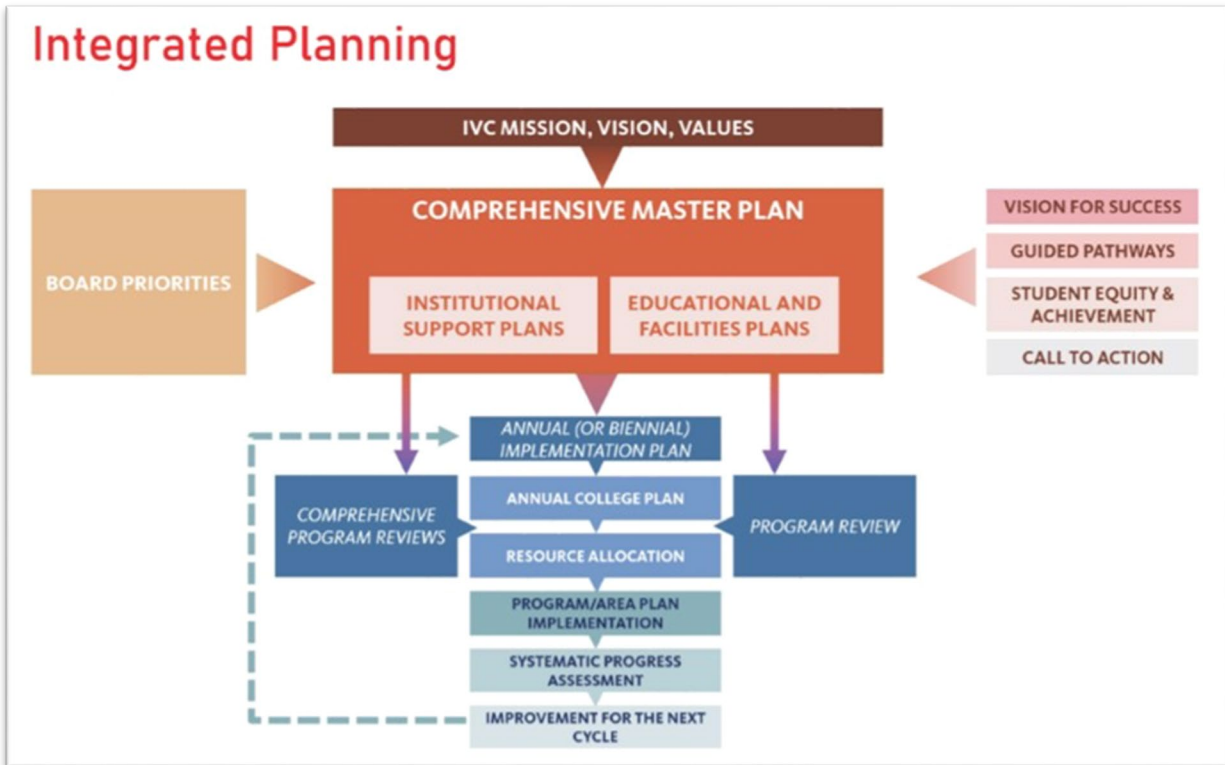 Integrated Planning
IVC MISSION, VISION, VALUES
COMPREHENSIVE MASTER PLAN
INSTITUTIONAL
SUPPORT PLANS
EDUCATIONAL AND
FACILITIES PLANS
BOARD PRIORITIES
VISION FOR SUCCESS
GUIDED PATHWAYS
STUDENT EQUITY &
ACHIEVEMENT
CALL TO ACTION
ANNUAL (OR BIENNIAL)
IMPLEMENTATION PLAN
COMPREHENSIVE
PROGRAM REVIEWS
ANNUAL COLLEGE PLAN
RESOURCE ALLOCATION
PROGRAM REVIEW
PROGRAM/AREA PLAN
IMPLEMENTATION
SYSTEMATIC PROGRESS
ASSESSMENT
IMPROVEMENT FOR THE NEXT
CYCLE